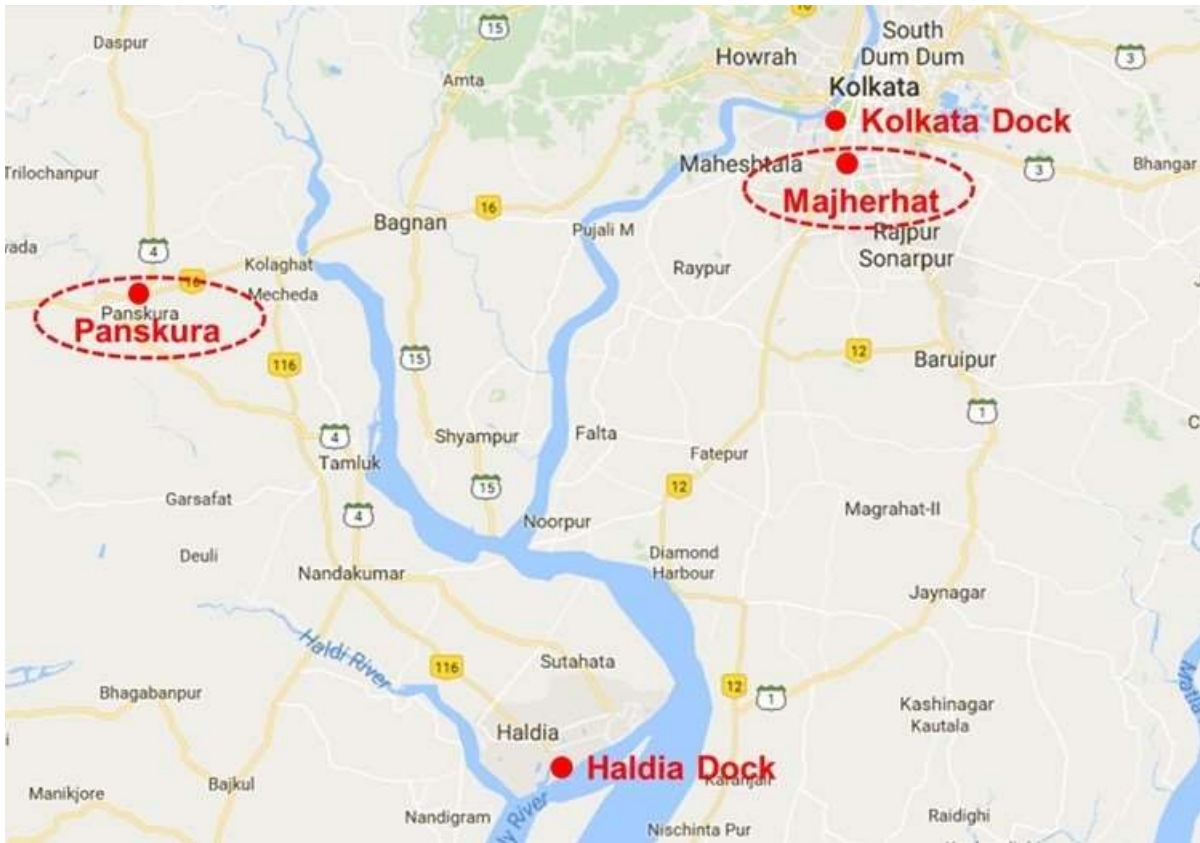 15
16
South
Dum Dum
Daspur
Howrah
3
Amta
Kolkata
Kolkata Dock
Trilochanpur
Maheshtala
3
Bhangar
Majherhat
16
Bagnan
Pujali M
Rajpur
Sonarpur
4
Kolaghat
Raypur
16
Mecheda
Panskura
Panskura
116
15
12
Baruipur
1
4
Shyampur
Falta
Fatepur
Tamluk
15
12
Garsafat
4
Noorpur
Magrahat-II
Deuli
Diamond
Harbour
Nandakumar
Jaynagar
Haldi River
116
Sutahata
12
1
Bhagabanpur
Kashinagar
Kautala
Haldia
Haldia Dock
Bajkul
Manikjore
Nandigram
River
Raidighi
Nischinta Pur